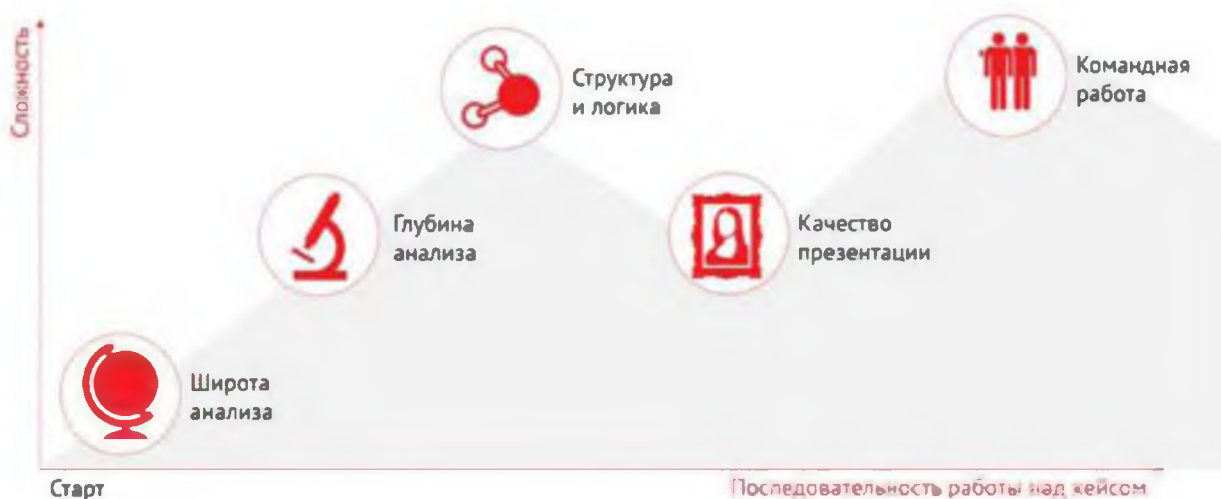 Сложность
Структура
и логика
Командная
работа
Глубина
анализа
Качество
презентации
Широта
анализа
Старт
Последовательность работы над кейсом